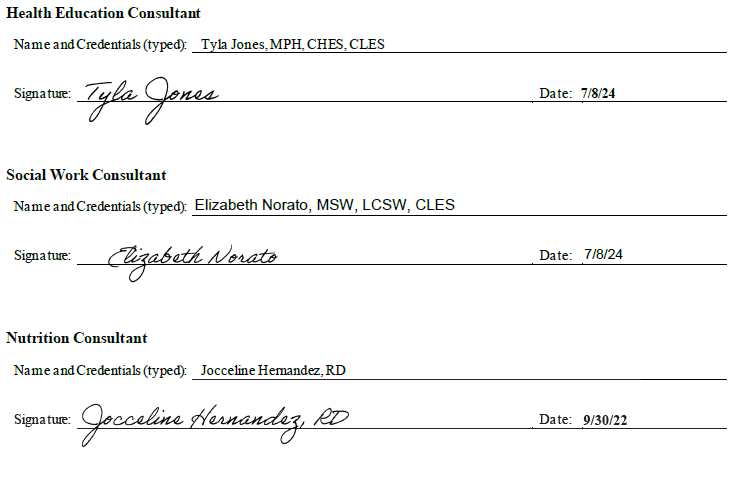 Health Education Consultant
Name and Credentials (typed): Tyla Jones, MPH, CHES, CLES
Signature: Tyla Jones Date: 7/8/24
Social Work Consultant
Name and Credentials (typed): Elizabeth Norato, MSW, LCSW, CLES
Signature: Elizabeth Norato Date: 7/8/24
Nutrition Consultant
Name and Credentials (typed): Jocceline Hernandez, RD
Signature: Jocceline Hernandez, RD Date: 9/30/22